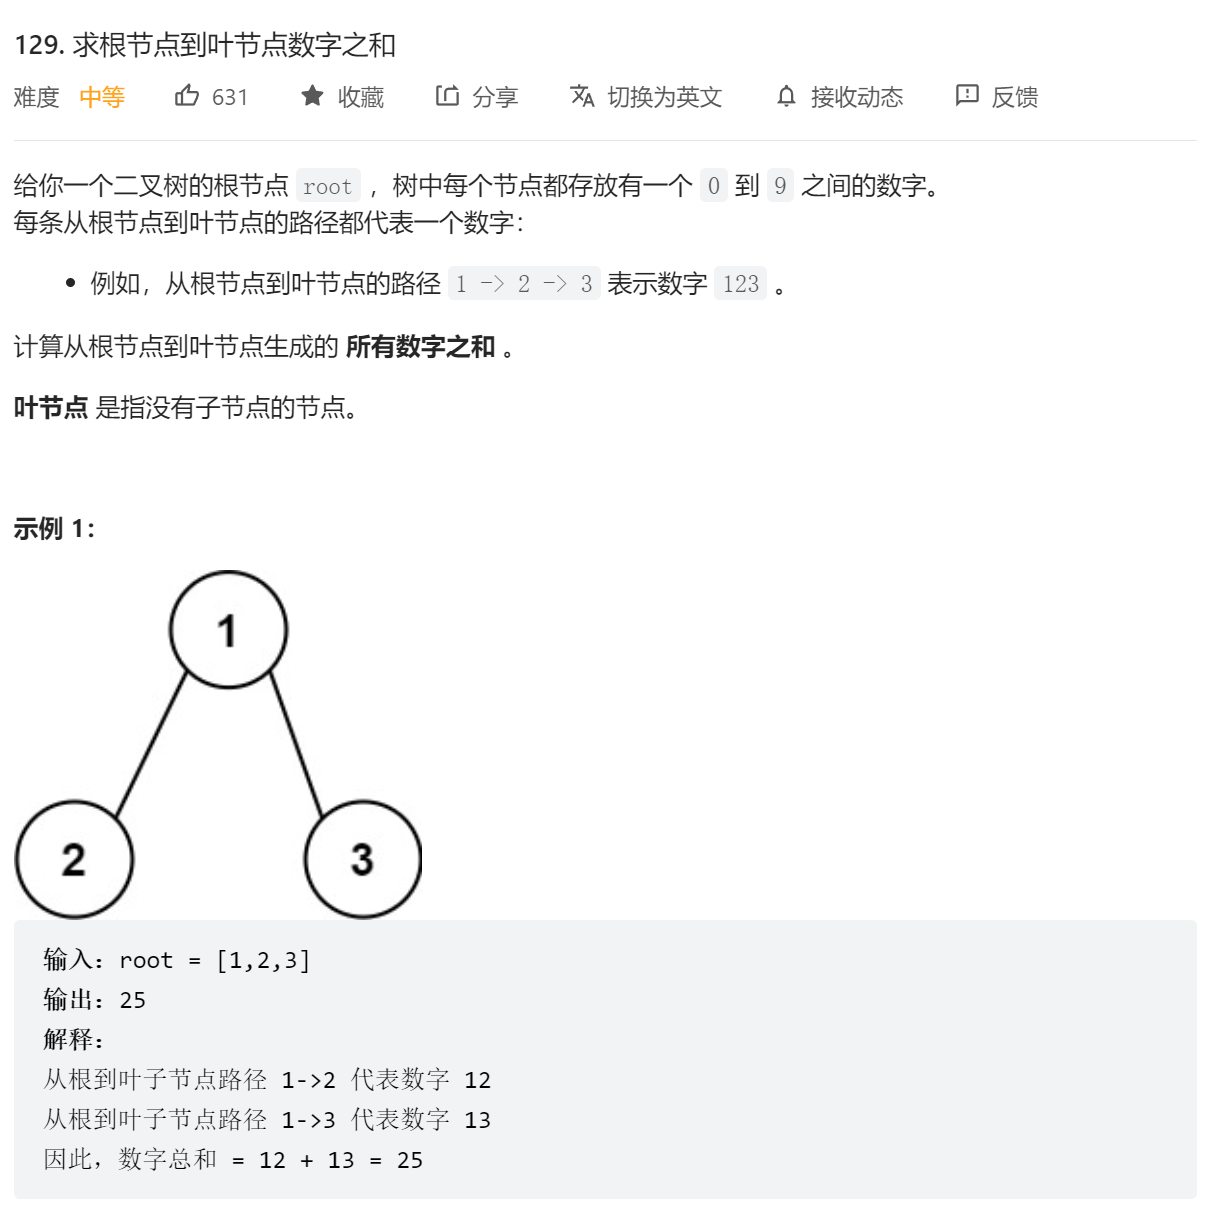 129. 求根节点到叶节点数字之和
难度 中等 631 收藏 分享 切换为英文 接收动态 反馈
给你一个二叉树的根节点 root ，树中每个节点都存放有一个 0 到 9 之间的数字。
每条从根节点到叶节点的路径都代表一个数字：
• 例如，从根节点到叶节点的路径 1 -> 2 -> 3 表示数字 123 。
计算从根节点到叶节点生成的 所有数字之和 。
叶节点 是指没有子节点的节点。
示例 1：
1
2 3
输入：root = [1,2,3]
输出：25
解释：
从根到叶子节点路径 1->2 代表数字 12
从根到叶子节点路径 1->3 代表数字 13
因此，数字总和 = 12 + 13 = 25